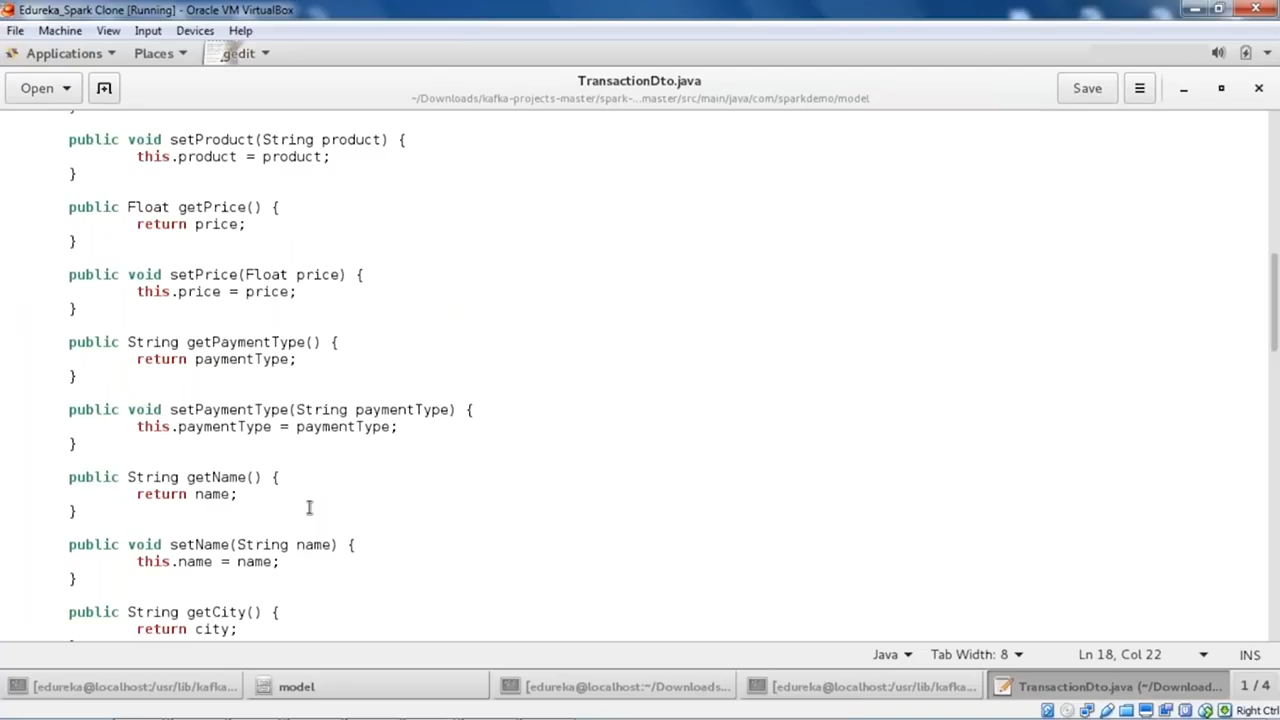 Edureka_Spark Clone [Running] - Oracle VM VirtualBox
File Machine View Input Devices Help
Applications Places gedit
Open TransactionDto.java Save
~/Downloads/kafka-projects-master/spark-...master/src/main/java/com/sparkdemo/model
}
public void setProduct(String product) {
this.product = product;
}
public Float getPrice() {
return price;
}
public void setPrice(Float price) {
this.price = price;
}
public String getPaymentType() {
return paymentType;
}
public void setPaymentType(String paymentType) {
this.paymentType = paymentType;
}
public String getName() {
return name;
}
public void setName(String name) {
this.name = name;
}
public String getCity() {
return city;
Java Tab Width: 8 Ln 18, Col 22 INS
[edureka@localhost:/usr/lib/kafka... model [edureka@localhost:~/Downloads... [edureka@localhost:/usr/lib/kafka... TransactionDto.java (~/Download... 1 / 4
Right Ctrl